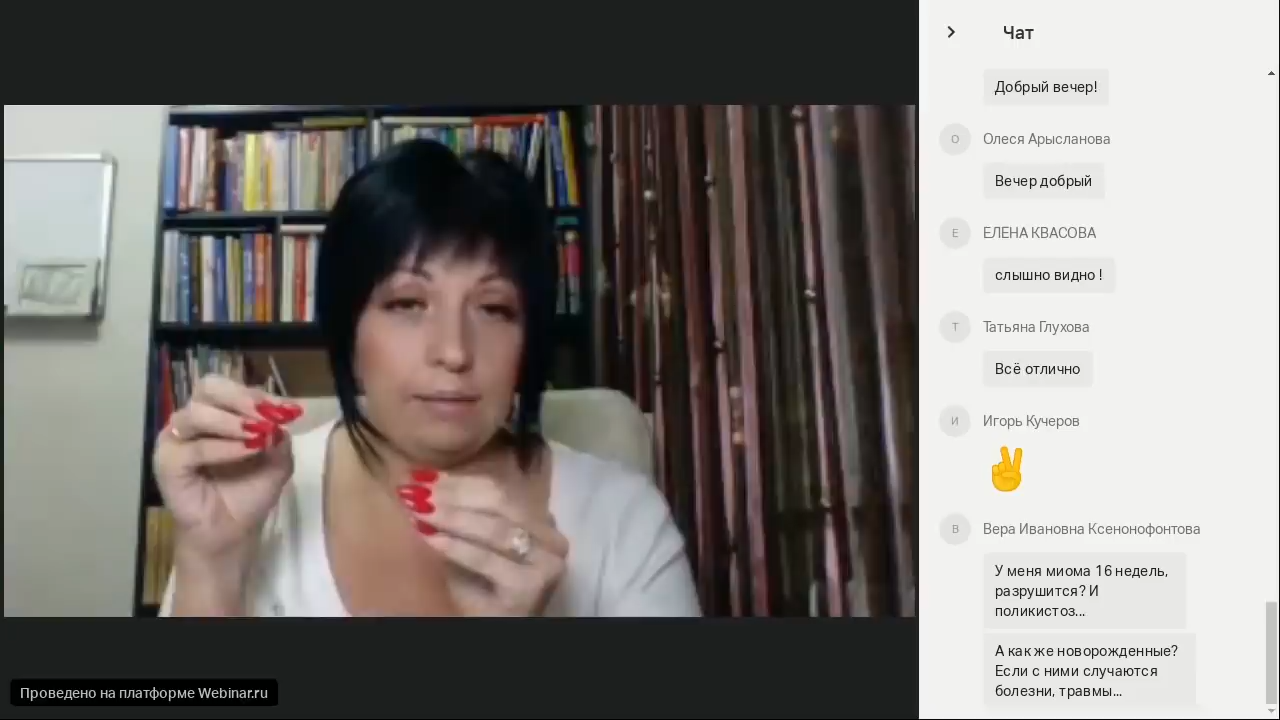 Чат
Добрый вечер!
О
Олеся Арысланова
Вечер добрый
Е
ЕЛЕНА КВАСОВА
слышно видно !
Т
Татьяна Глухова
Всё отлично
И
Игорь Кучеров
В
Вера Ивановна Ксенонофонтова
У меня миома 16 недель,
разрушится? И
поликистоз...
А как же новорожденные?
Если с ними случаются
болезни, травмы...
Проведено на платформе Webinar.ru